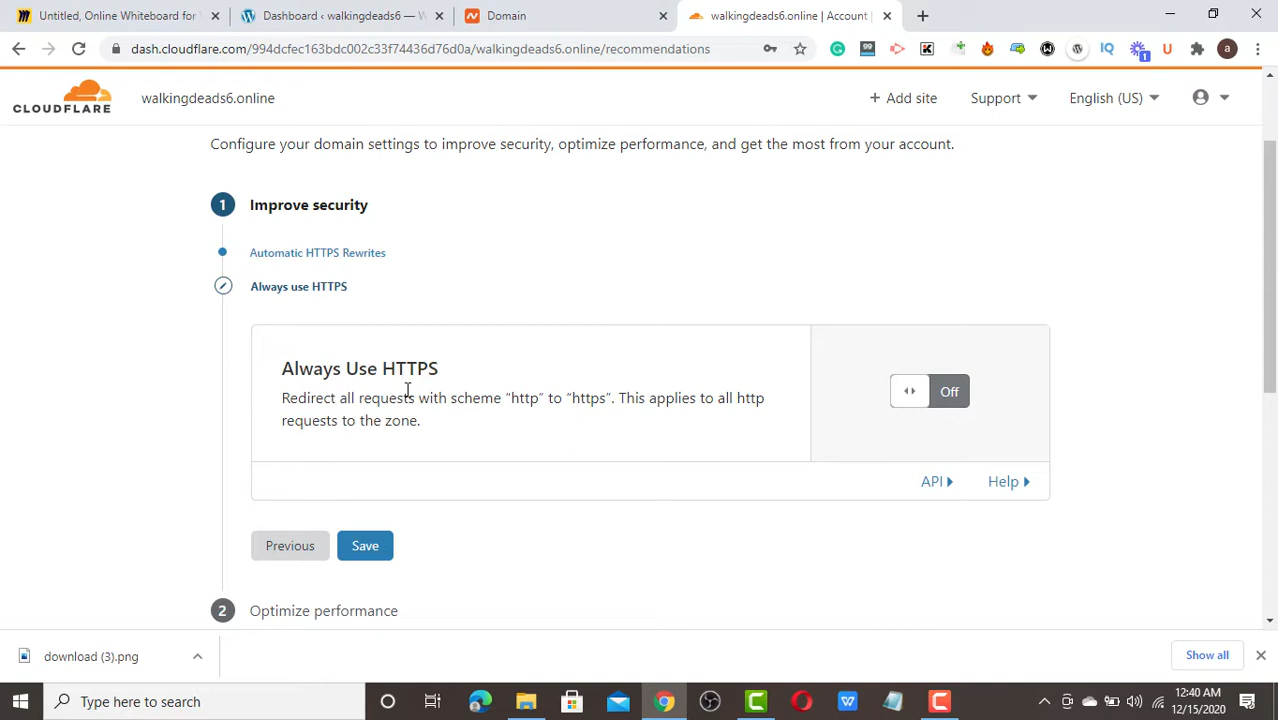 Untitled, Online Whiteboard for
Dashboard ‹ walkingdeads6 — W
Domain
walkingdeads6.online | Account
dash.cloudflare.com/994dcfec163bdc002c33f74436d76d0a/walkingdeads6.online/recommendations
99
IQ
1
U
a
CLOUDFLARE
walkingdeads6.online
+ Add site
Support
English (US)
Configure your domain settings to improve security, optimize performance, and get the most from your account.
1 Improve security
Automatic HTTPS Rewrites
Always use HTTPS
Always Use HTTPS
Redirect all requests with scheme “http” to “https”. This applies to all http
requests to the zone.
Off
API
Help
Previous
Save
2 Optimize performance
download (3).png
Show all
Type here to search
12:40 AM
12/15/2020